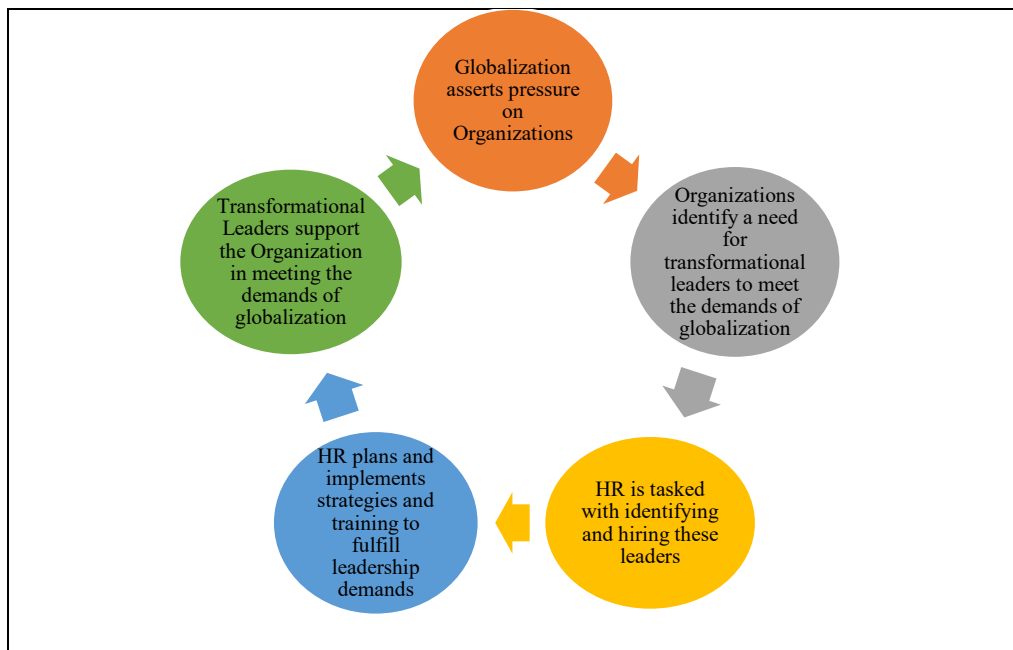 Globalization
asserts pressure
on
Organizations
Organizations
identify a need
for
transformational
leaders to meet
the demands of
globalization
HR is tasked
with identifying
and hiring these
leaders
HR plans and
implements
strategies and
training to
fulfill
leadership
demands
Transformational
Leaders support
the Organization
in meeting the
demands of
globalization